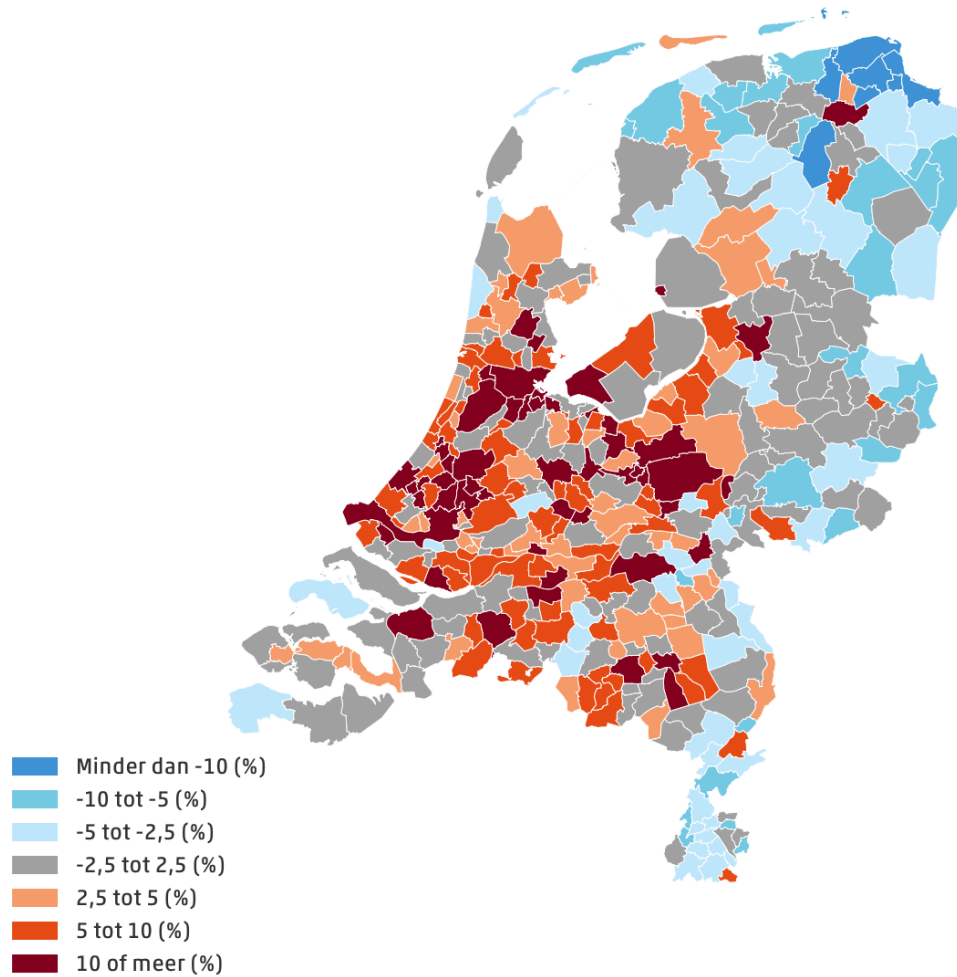 Minder dan -10 (%)
-10 tot -5 (%)
-5 tot -2,5 (%)
-2,5 tot 2,5 (%)
2,5 tot 5 (%)
5 tot 10 (%)
10 of meer (%)